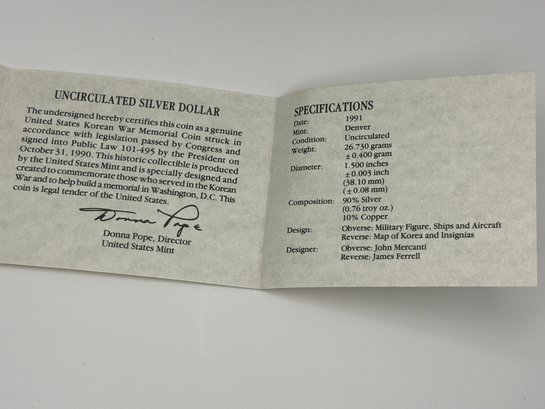 UNCIRCULATED SILVER DOLLAR
The undersigned hereby certifies this coin as a genuine
United States Korean War Memorial Coin struck in
accordance with legislation passed by Congress and
signed into Public Law 101-495 by the President on
October 31, 1990. This historic collectible is produced
by the United States Mint and is specially designed and
created to commemorate those who served in the Korean
War and to help build a memorial in Washington, D.C. This
coin is legal tender of the United States.
Donna Pope
Donna Pope, Director
United States Mint
SPECIFICATIONS
Date: 1991
Mint: Denver
Condition: Uncirculated
Weight: 26.730 grams
± 0.400 gram
Diameter: 1.500 inches
± 0.003 inch
(38.10 mm)
(± 0.08 mm)
Composition: 90% Silver
(0.76 troy oz.)
10% Copper
Design: Obverse: Military Figure, Ships and Aircraft
Reverse: Map of Korea and Insignias
Designer: Obverse: John Mercanti
Reverse: James Ferrell